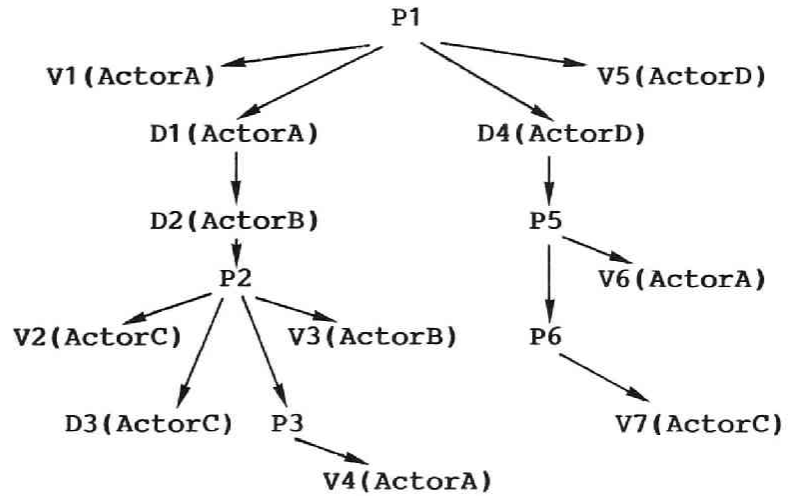 P1
V1(ActorA) V5(ActorD)
D1(ActorA) D4(ActorD)
D2(ActorB) P5
P2 V6(ActorA)
V2(ActorC) V3(ActorB) P6
D3(ActorC) P3 V7(ActorC)
V4(ActorA)